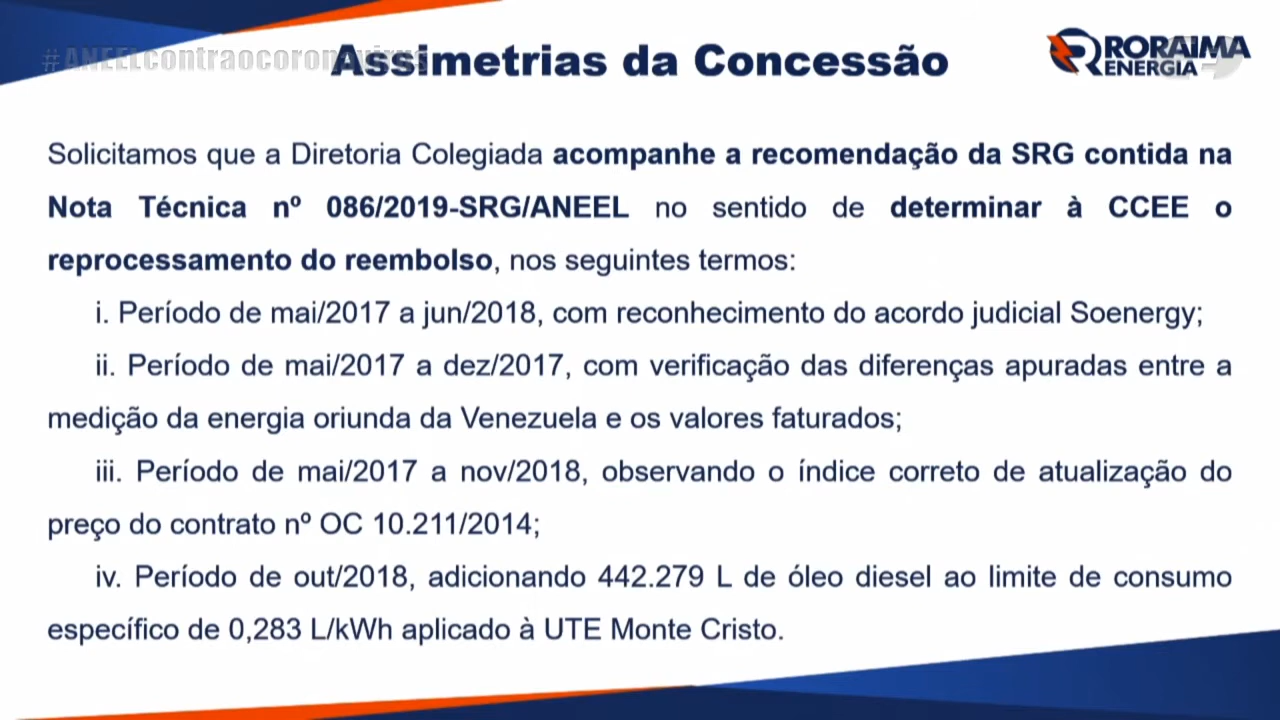 #ANEELcontraocoronavirus
Assimetrias da Concessão
RORAIMA
ENERGIA
Solicitamos que a Diretoria Colegiada acompanhe a recomendação da SRG contida na
Nota Técnica nº 086/2019-SRG/ANEEL no sentido de determinar à CCEE o
reprocessamento do reembolso, nos seguintes termos:
i. Período de mai/2017 a jun/2018, com reconhecimento do acordo judicial Soenergy;
ii. Período de mai/2017 a dez/2017, com verificação das diferenças apuradas entre a
medição da energia oriunda da Venezuela e os valores faturados;
iii. Período de mai/2017 a nov/2018, observando o índice correto de atualização do
preço do contrato nº OC 10.211/2014;
iv. Período de out/2018, adicionando 442.279 L de óleo diesel ao limite de consumo
específico de 0,283 L/kWh aplicado à UTE Monte Cristo.